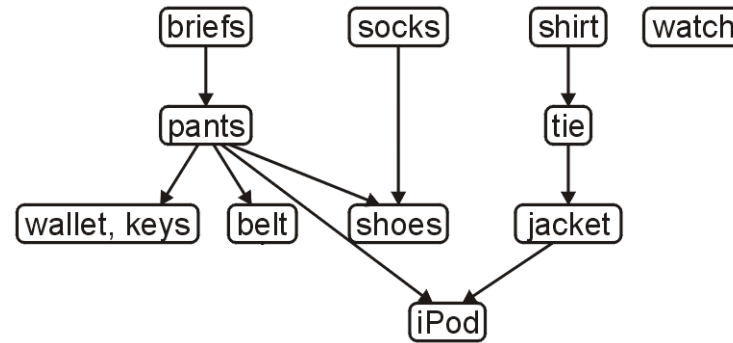 briefs socks shirt watch
pants tie
wallet, keys belt shoes jacket
iPod